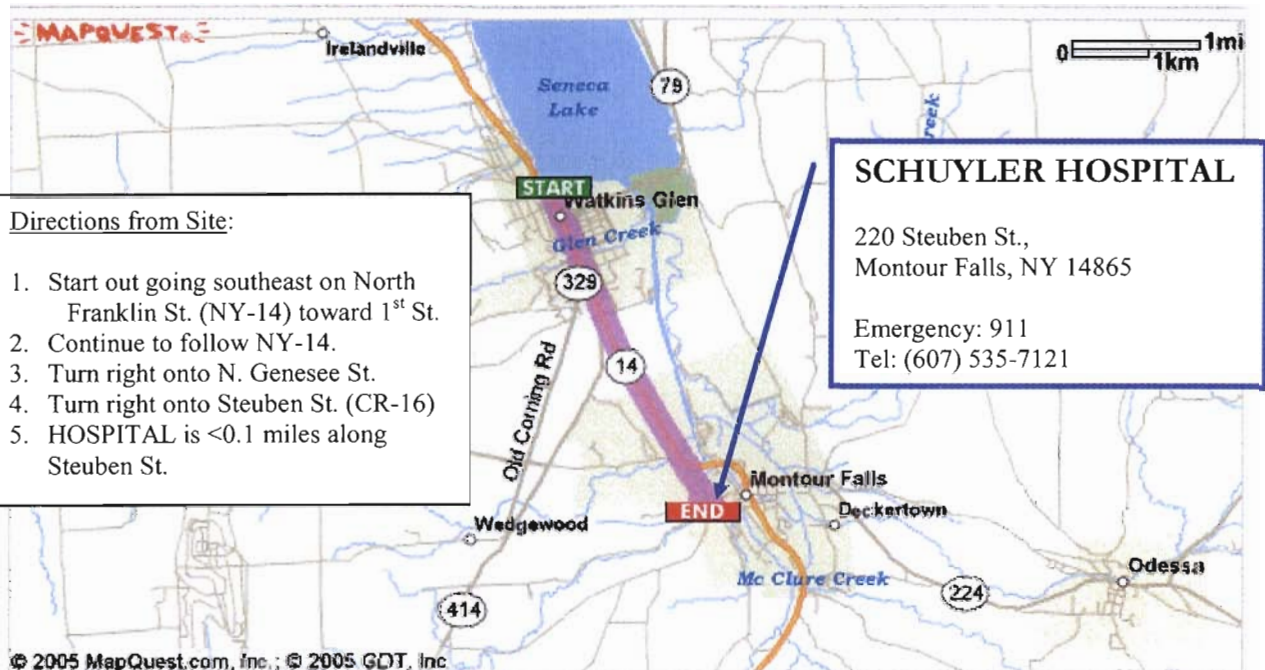 MAPQUEST
Irelandville
Seneca
Lake
79
0
1mi
1km
reek
START
Watkins Glen
Glen Creek
329
14
Old Corning Rd
Montour Falls
END
Deckertown
Wedgewood
Mc Clure Creek
Odessa
224
414
© 2005 MapQuest.com, Inc.; © 2005 GDT, Inc
Directions from Site:
1. Start out going southeast on North
Franklin St. (NY-14) toward 1st St.
2. Continue to follow NY-14.
3. Turn right onto N. Genesee St.
4. Turn right onto Steuben St. (CR-16)
5. HOSPITAL is <0.1 miles along
Steuben St.
SCHUYLER HOSPITAL
220 Steuben St.,
Montour Falls, NY 14865
Emergency: 911
Tel: (607) 535-7121